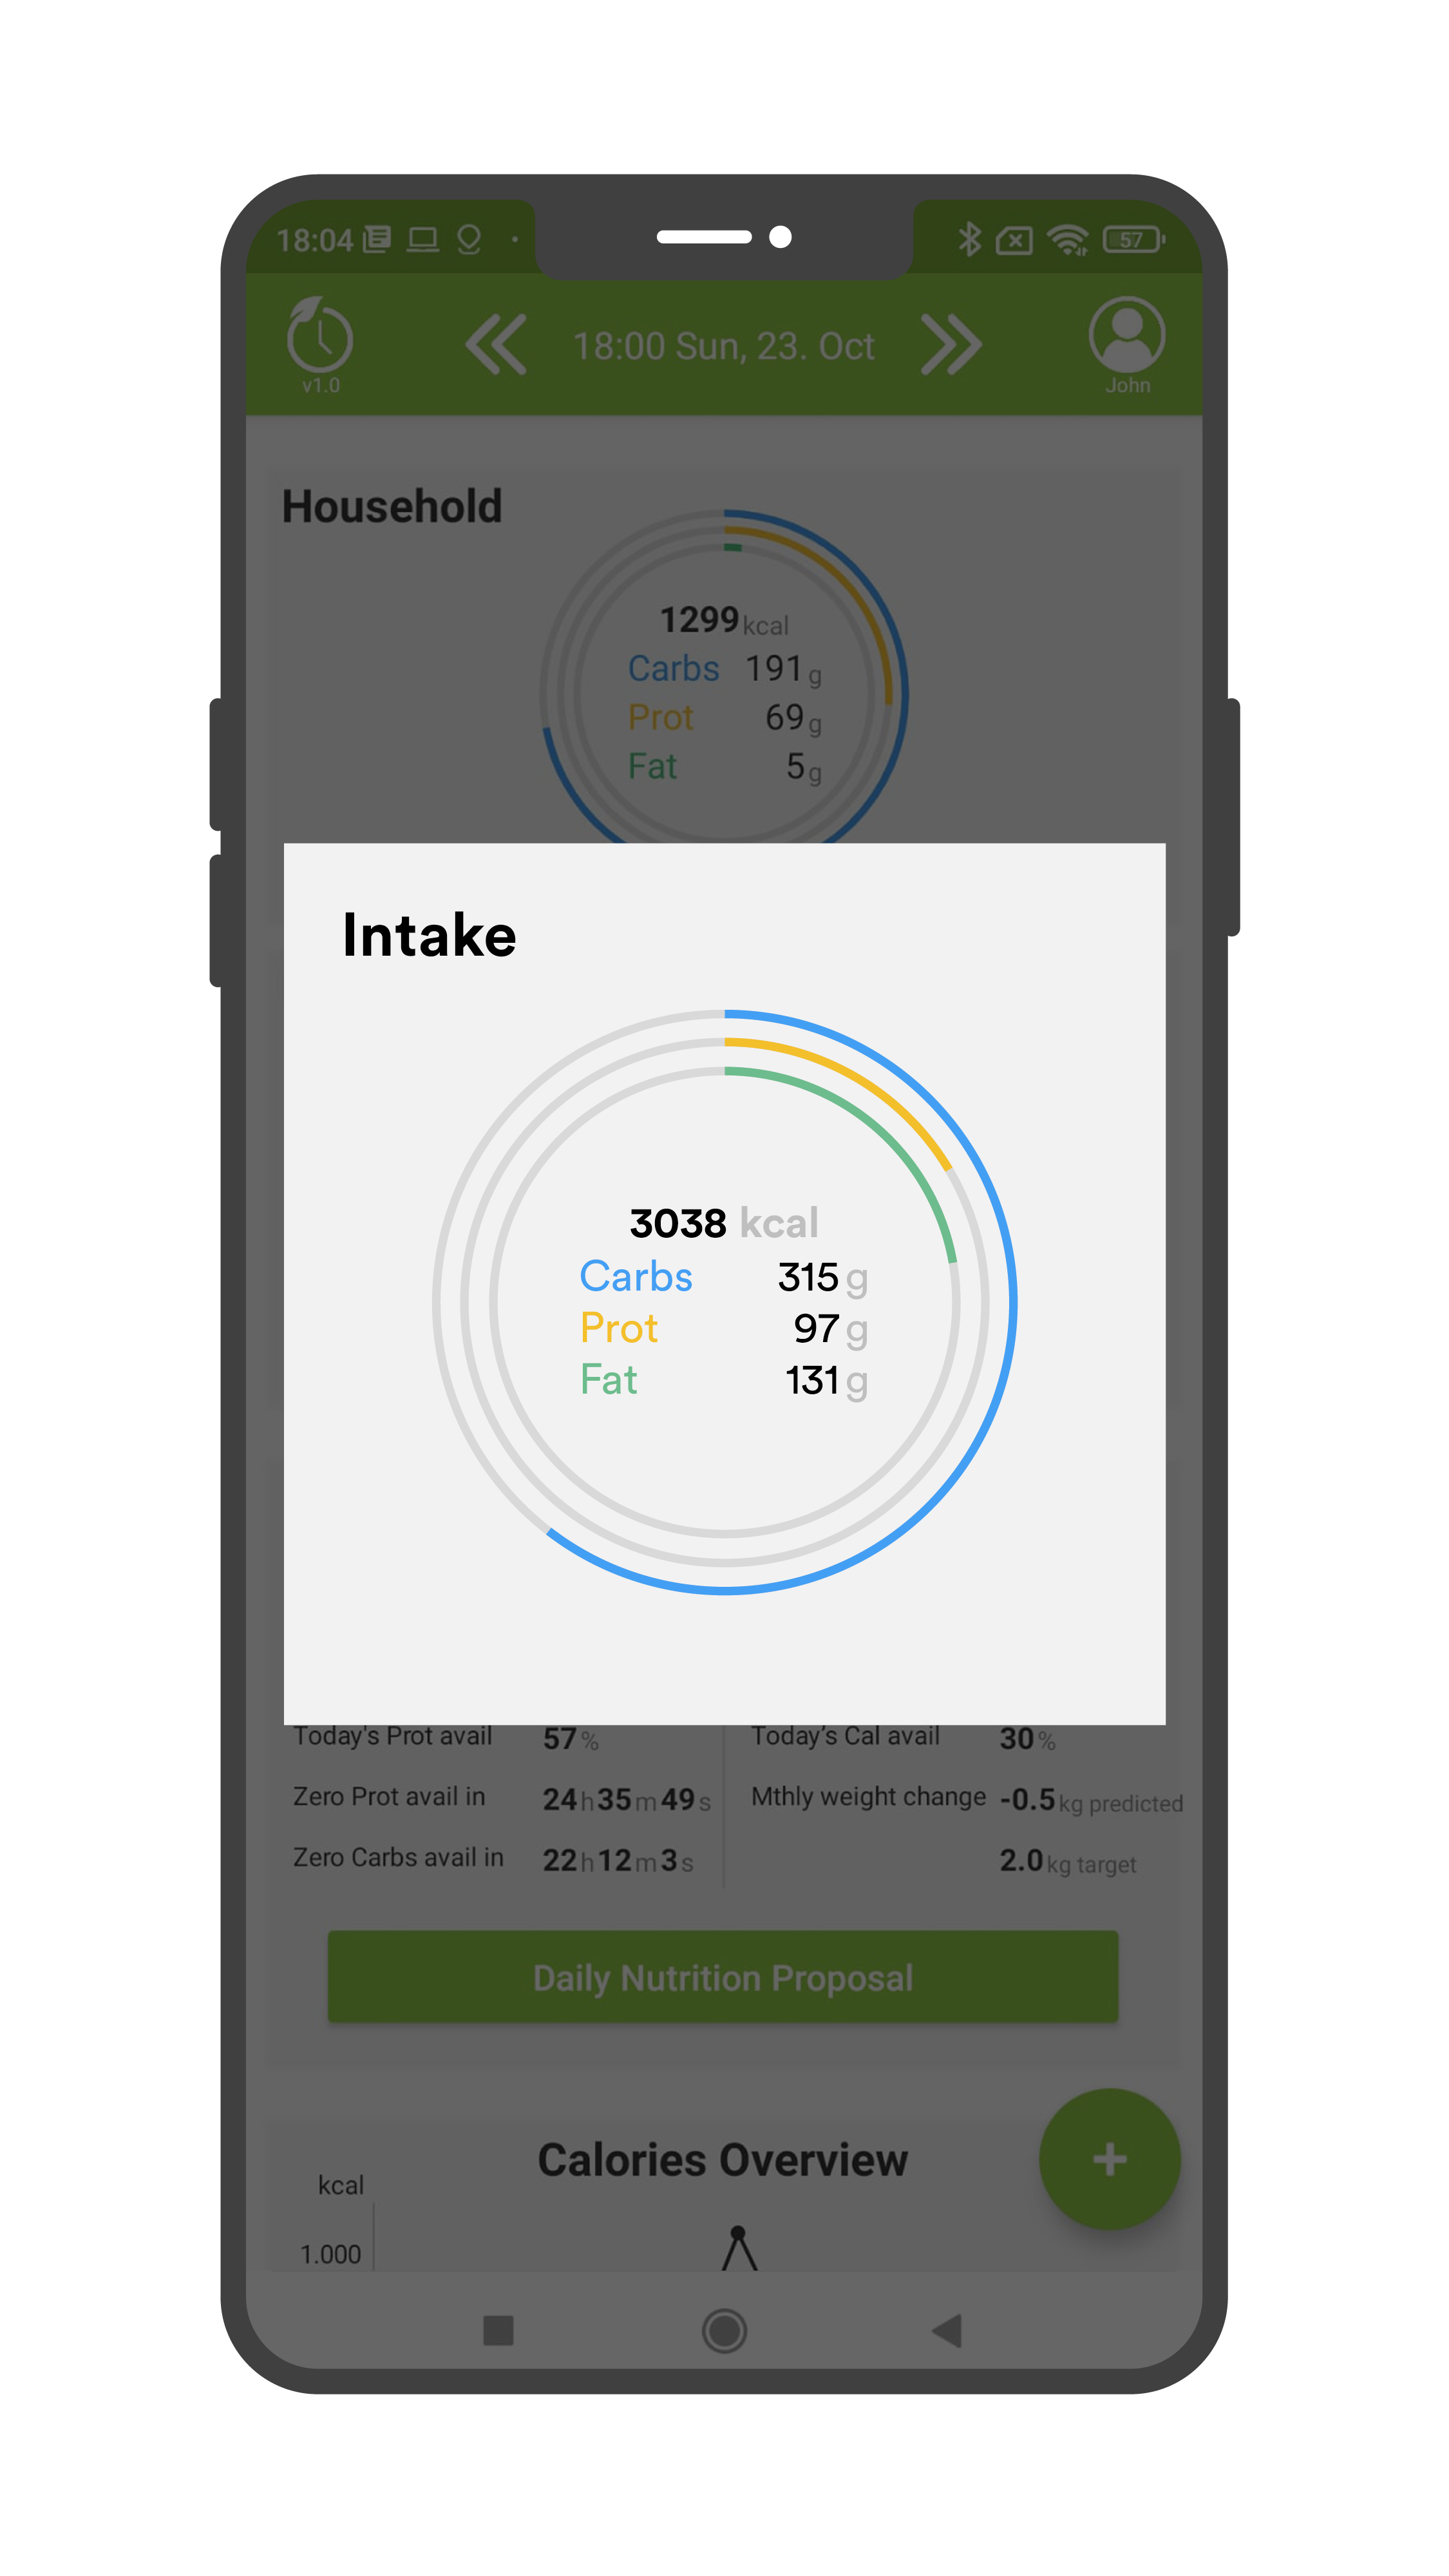 18:04
57
18:00 Sun, 23. Oct
v1.0
John
Household
1299 kcal
Carbs 191 g
Prot 69 g
Fat 5 g
Intake
3038 kcal
Carbs 315 g
Prot 97 g
Fat 131 g
Today's Prot avail 57 %
Today's Cal avail 30 %
Zero Prot avail in 24 h 35 m 49 s
Mthly weight change -0.5 kg predicted
Zero Carbs avail in 22 h 12 m 3 s
2.0 kg target
Daily Nutrition Proposal
Calories Overview
+
kcal
1.000